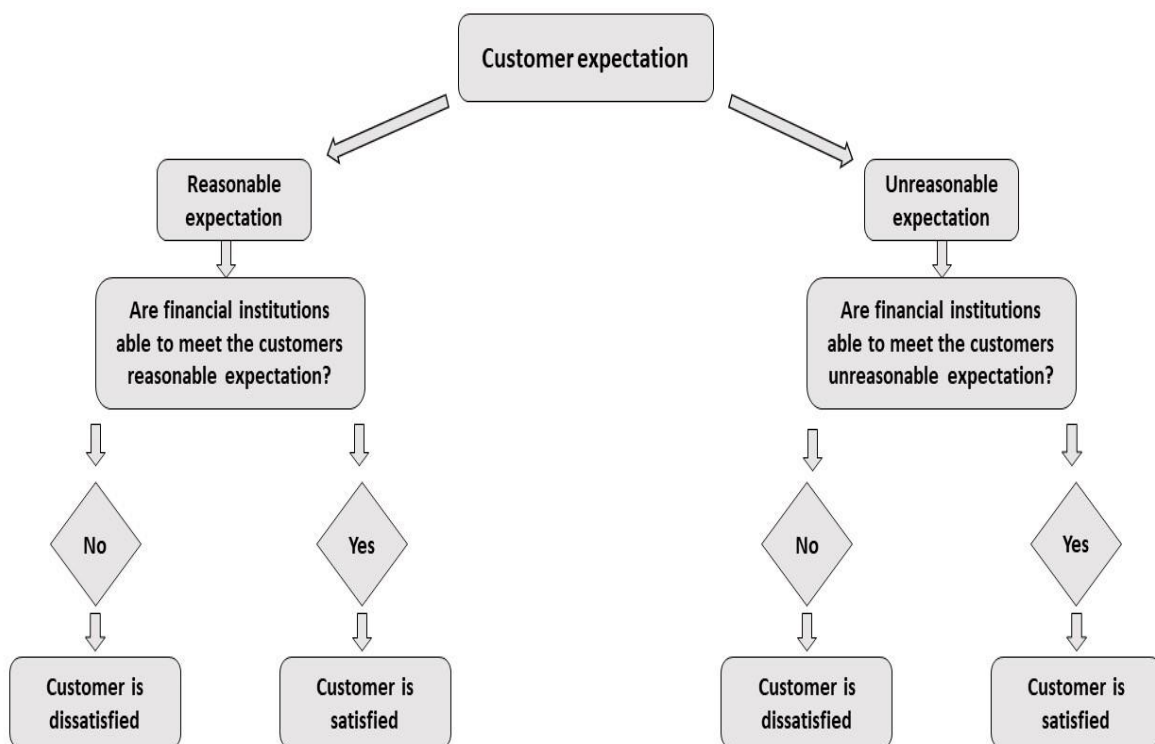 Customer expectation
Reasonable
expectation
Unreasonable
expectation
Are financial institutions
able to meet the customers
reasonable expectation?
Are financial institutions
able to meet the customers
unreasonable expectation?
No
Yes
No
Yes
Customer is
dissatisfied
Customer is
satisfied
Customer is
dissatisfied
Customer is
satisfied